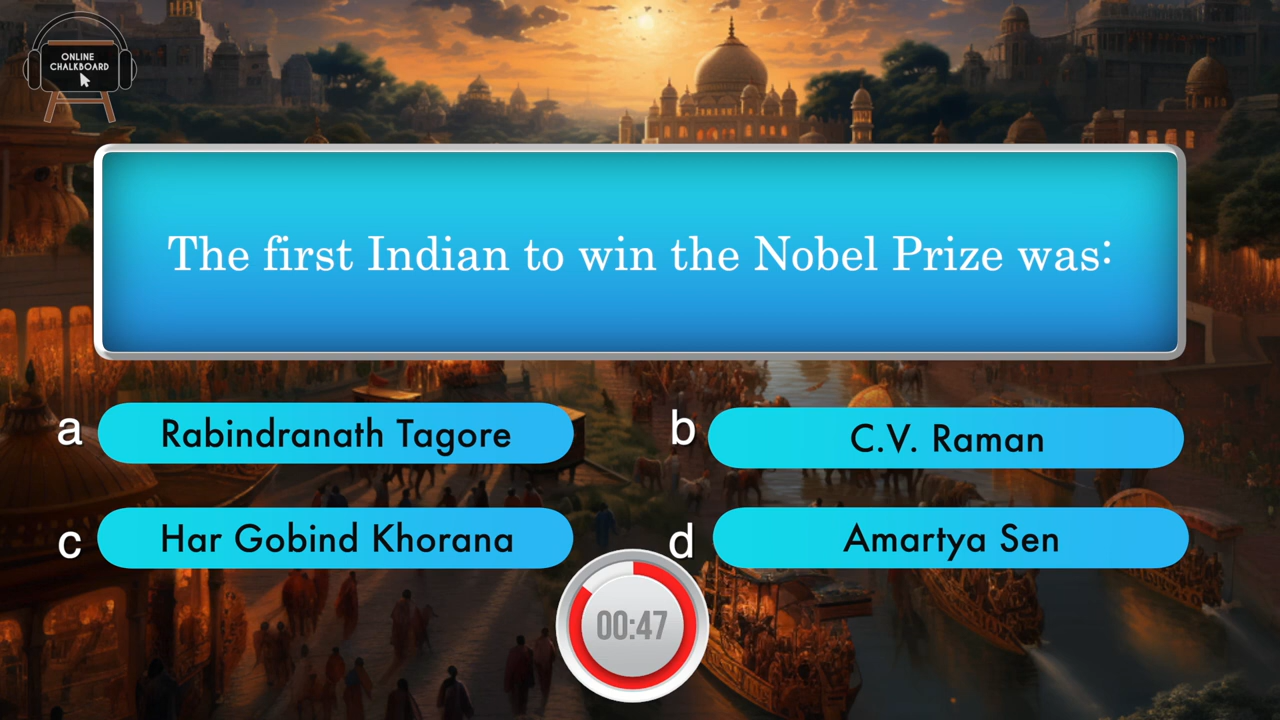 ONLINE
CHALKBOARD
The first Indian to win the Nobel Prize was:
a Rabindranath Tagore
b C.V. Raman
c Har Gobind Khorana
d Amartya Sen
00:47